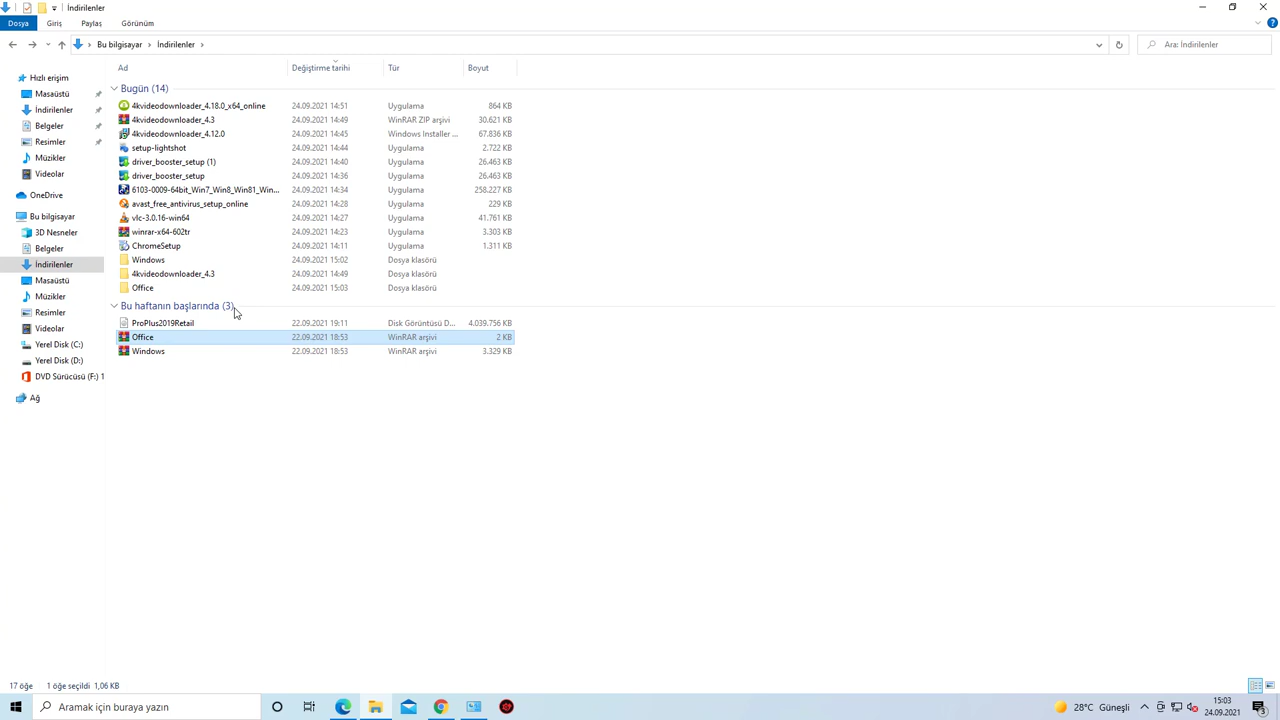 İndirilenler
Dosya Giriş Paylaş Görünüm
Bu bilgisayar İndirilenler Ara: İndirilenler
Ad Değiştirme tarihi Tür Boyut
Hızlı erişim
Masaüstü
İndirilenler
Belgeler
Resimler
Müzikler
Videolar
OneDrive
Bu bilgisayar
3D Nesneler
Belgeler
İndirilenler
Masaüstü
Müzikler
Resimler
Videolar
Yerel Disk (C:)
Yerel Disk (D:)
DVD Sürücüsü (F:) 1
Ağ
Bugün (14)
4kvideodownloader_4.18.0_x64_online 24.09.2021 14:51 Uygulama 864 KB
4kvideodownloader_4.3 24.09.2021 14:49 WinRAR ZIP arşivi 30.621 KB
4kvideodownloader_4.12.0 24.09.2021 14:45 Windows Installer ... 67.836 KB
setup-lightshot 24.09.2021 14:44 Uygulama 2.722 KB
driver_booster_setup (1) 24.09.2021 14:40 Uygulama 26.463 KB
driver_booster_setup 24.09.2021 14:36 Uygulama 26.463 KB
6103-0009-64bit_Win7_Win8_Win81_Win... 24.09.2021 14:34 Uygulama 258.227 KB
avast_free_antivirus_setup_online 24.09.2021 14:28 Uygulama 229 KB
vlc-3.0.16-win64 24.09.2021 14:27 Uygulama 41.761 KB
winrar-x64-602tr 24.09.2021 14:23 Uygulama 3.303 KB
ChromeSetup 24.09.2021 14:11 Uygulama 1.311 KB
Windows 24.09.2021 15:02 Dosya klasörü
4kvideodownloader_4.3 24.09.2021 14:49 Dosya klasörü
Office 24.09.2021 15:03 Dosya klasörü
Bu haftanın başlarında (3)
ProPlus2019Retail 22.09.2021 19:11 Disk Görüntüsü D... 4.039.756 KB
Office 22.09.2021 18:53 WinRAR arşivi 2 KB
Windows 22.09.2021 18:53 WinRAR arşivi 3.329 KB
17 öğe 1 öğe seçildi 1,06 KB
Aramak için buraya yazın 28°C Güneşli 15:03
24.09.2021
3